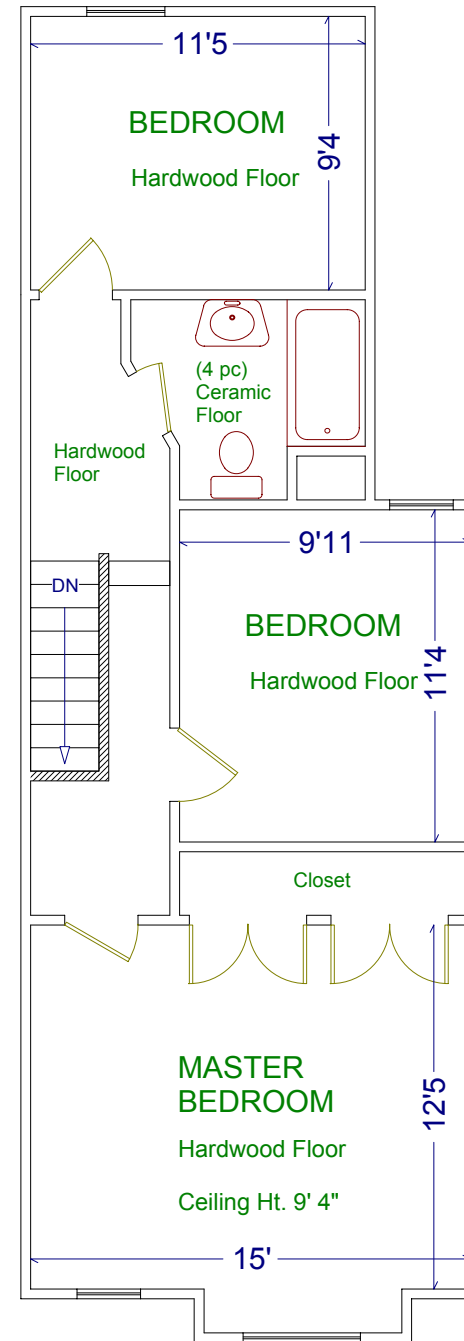 11'5
BEDROOM
9'4
Hardwood Floor
(4 pc)
Ceramic
Floor
Hardwood
Floor
9'11
DN
BEDROOM
11'4
Hardwood Floor
Closet
MASTER
BEDROOM
12'5
Hardwood Floor
Ceiling Ht. 9' 4"
15'